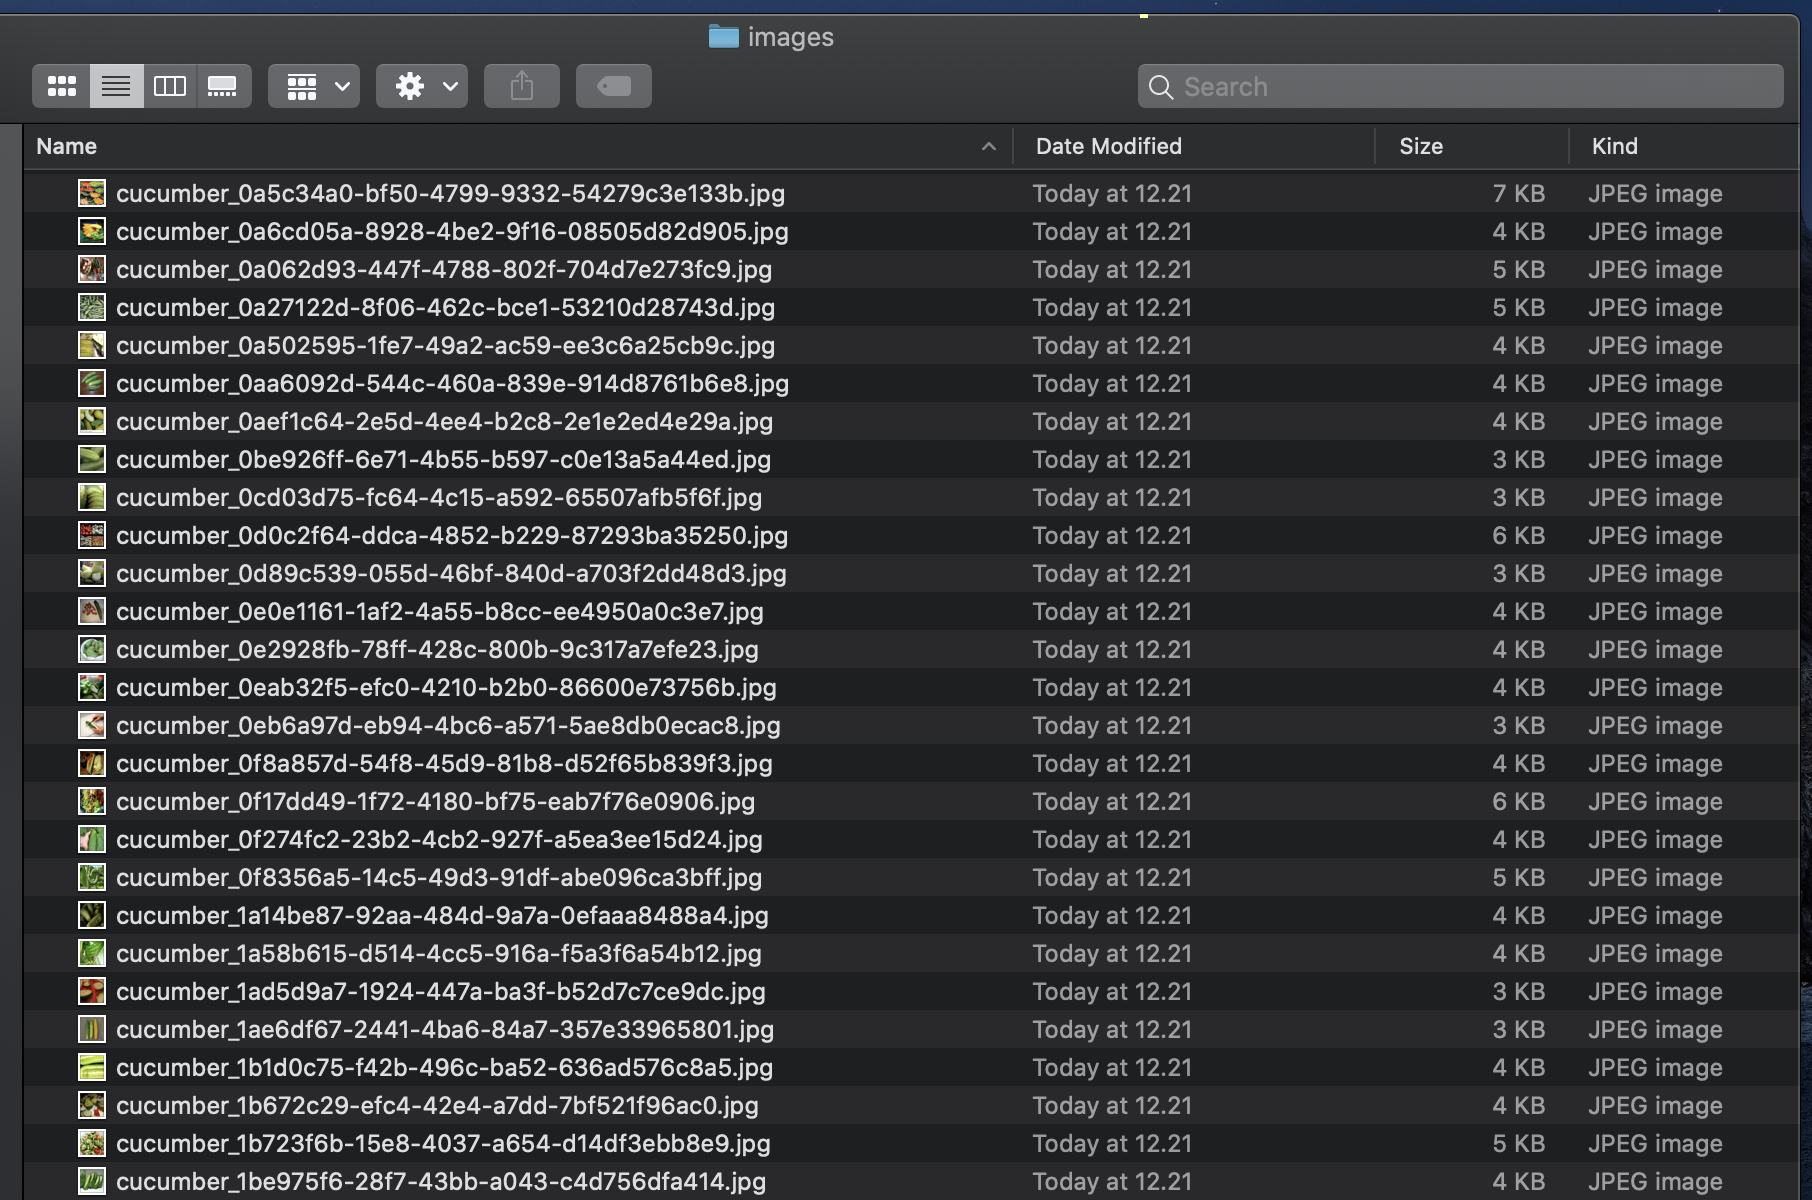 images
Search
Name Date Modified Size Kind
cucumber_0a5c34a0-bf50-4799-9332-54279c3e133b.jpg Today at 12.21 7 KB JPEG image
cucumber_0a6cd05a-8928-4be2-9f16-08505d82d905.jpg Today at 12.21 4 KB JPEG image
cucumber_0a062d93-447f-4788-802f-704d7e273fc9.jpg Today at 12.21 5 KB JPEG image
cucumber_0a27122d-8f06-462c-bce1-53210d28743d.jpg Today at 12.21 5 KB JPEG image
cucumber_0a502595-1fe7-49a2-ac59-ee3c6a25cb9c.jpg Today at 12.21 4 KB JPEG image
cucumber_0aa6092d-544c-460a-839e-914d8761b6e8.jpg Today at 12.21 4 KB JPEG image
cucumber_0aef1c64-2e5d-4ee4-b2c8-2e1e2ed4e29a.jpg Today at 12.21 4 KB JPEG image
cucumber_0be926ff-6e71-4b55-b597-c0e13a5a44ed.jpg Today at 12.21 3 KB JPEG image
cucumber_0cd03d75-fc64-4c15-a592-65507afb5f6f.jpg Today at 12.21 3 KB JPEG image
cucumber_0d0c2f64-ddca-4852-b229-87293ba35250.jpg Today at 12.21 6 KB JPEG image
cucumber_0d89c539-055d-46bf-840d-a703f2dd48d3.jpg Today at 12.21 3 KB JPEG image
cucumber_0e0e1161-1af2-4a55-b8cc-ee4950a0c3e7.jpg Today at 12.21 4 KB JPEG image
cucumber_0e2928fb-78ff-428c-800b-9c317a7efe23.jpg Today at 12.21 4 KB JPEG image
cucumber_0eab32f5-efc0-4210-b2b0-86600e73756b.jpg Today at 12.21 4 KB JPEG image
cucumber_0eb6a97d-eb94-4bc6-a571-5ae8db0ecac8.jpg Today at 12.21 3 KB JPEG image
cucumber_0f8a857d-54f8-45d9-81b8-d52f65b839f3.jpg Today at 12.21 4 KB JPEG image
cucumber_0f17dd49-1f72-4180-bf75-eab7f76e0906.jpg Today at 12.21 6 KB JPEG image
cucumber_0f274fc2-23b2-4cb2-927f-a5ea3ee15d24.jpg Today at 12.21 4 KB JPEG image
cucumber_0f8356a5-14c5-49d3-91df-abe096ca3bff.jpg Today at 12.21 5 KB JPEG image
cucumber_1a14be87-92aa-484d-9a7a-0efaaa8488a4.jpg Today at 12.21 4 KB JPEG image
cucumber_1a58b615-d514-4cc5-916a-f5a3f6a54b12.jpg Today at 12.21 4 KB JPEG image
cucumber_1ad5d9a7-1924-447a-ba3f-b52d7c7ce9dc.jpg Today at 12.21 3 KB JPEG image
cucumber_1ae6df67-2441-4ba6-84a7-357e33965801.jpg Today at 12.21 3 KB JPEG image
cucumber_1b1d0c75-f42b-496c-ba52-636ad576c8a5.jpg Today at 12.21 4 KB JPEG image
cucumber_1b672c29-efc4-42e4-a7dd-7bf521f96ac0.jpg Today at 12.21 4 KB JPEG image
cucumber_1b723f6b-15e8-4037-a654-d14df3ebb8e9.jpg Today at 12.21 5 KB JPEG image
cucumber_1be975f6-28f7-43bb-a043-c4d756dfa414.jpg Today at 12.21 4 KB JPEG image